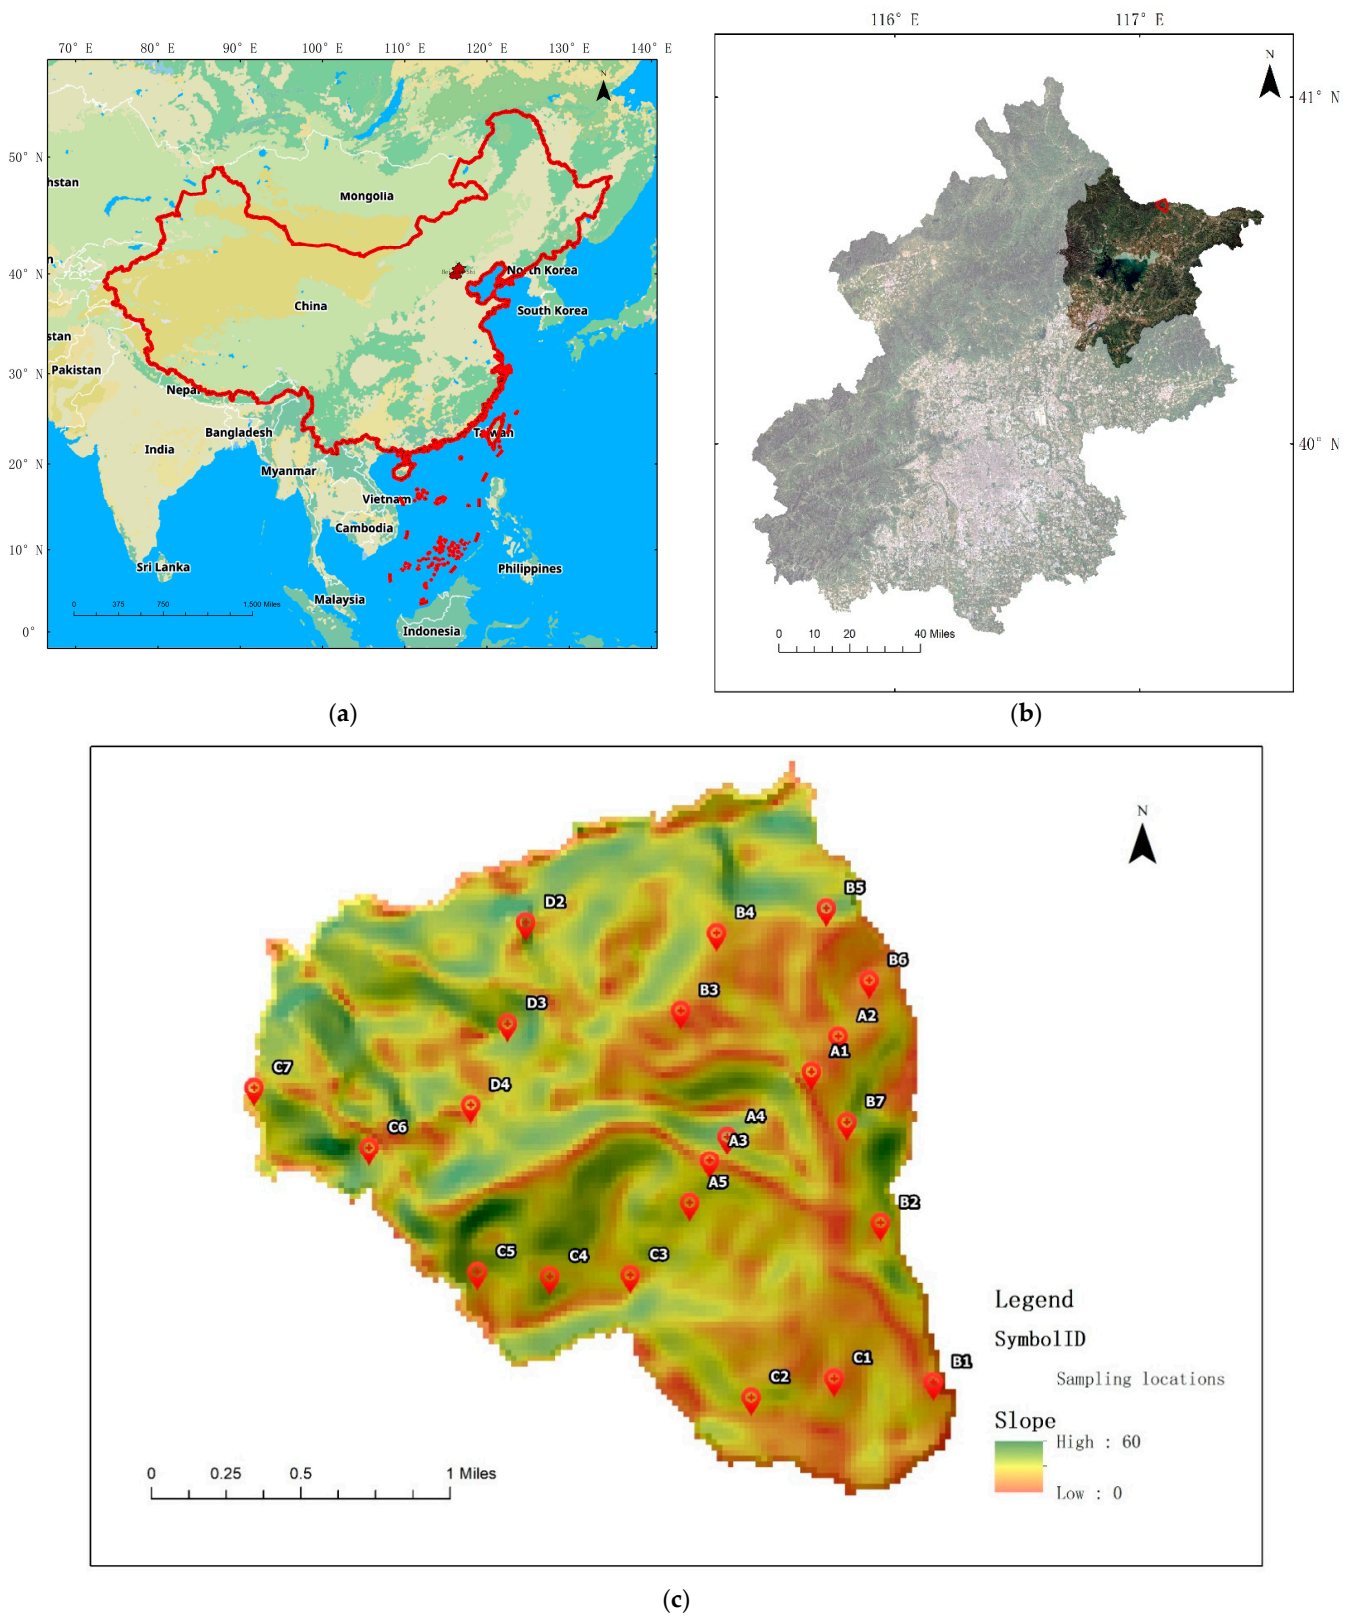 70° E 80° E 90° E 100° E 110° E 120° E 130° E 140° E
N
50° N
40° N
30° N
20° N
10° N
0°
hstan
Mongolia
n
North Korea
China
South Korea
stan
Pakistan
Nepal
Taiwan
Bangladesh
India
Myanmar
Vietnam
Cambodia
Sri Lanka
Philippines
Malaysia
Indonesia
0 375 750 1,500 Miles
(a)
116° E 117° E
N
41° N
40° N
0 10 20 40 Miles
(b)
N
B5
D2
B4
B6
B3
D3
A2
A1
C7
D4
B7
A4
C6
A3
A5
B2
C5
C4
C3
C1
B1
C2
Legend
SymbolID
Sampling locations
Slope
High : 60
Low : 0
0 0.25 0.5 1 Miles
(c)